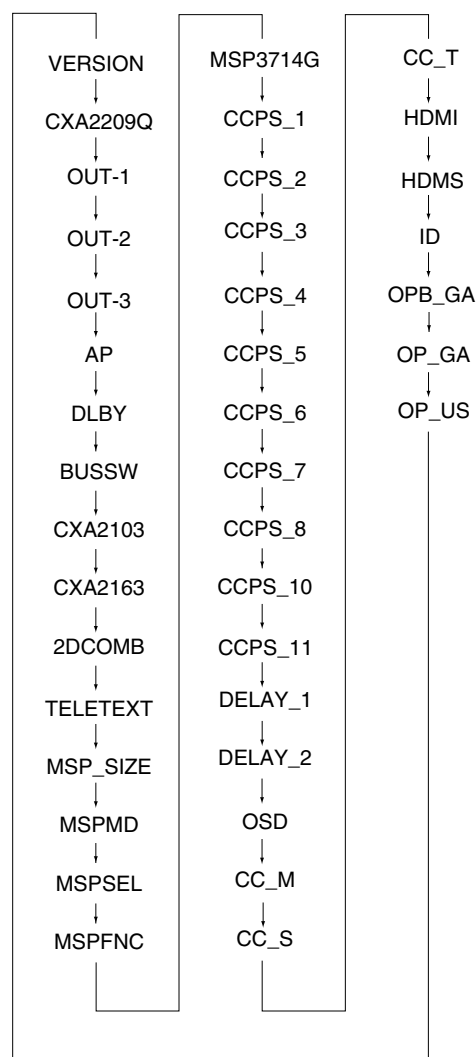 VERSION
CXA2209Q
OUT-1
OUT-2
OUT-3
AP
DLBY
BUSSW
CXA2103
CXA2163
2DCOMB
TELETEXT
MSP_SIZE
MSPMD
MSPSEL
MSPFNC
MSP3714G
CCPS_1
CCPS_2
CCPS_3
CCPS_4
CCPS_5
CCPS_6
CCPS_7
CCPS_8
CCPS_10
CCPS_11
DELAY_1
DELAY_2
OSD
CC_M
CC_S
CC_T
HDMI
HDMS
ID
OPB_GA
OP_GA
OP_US